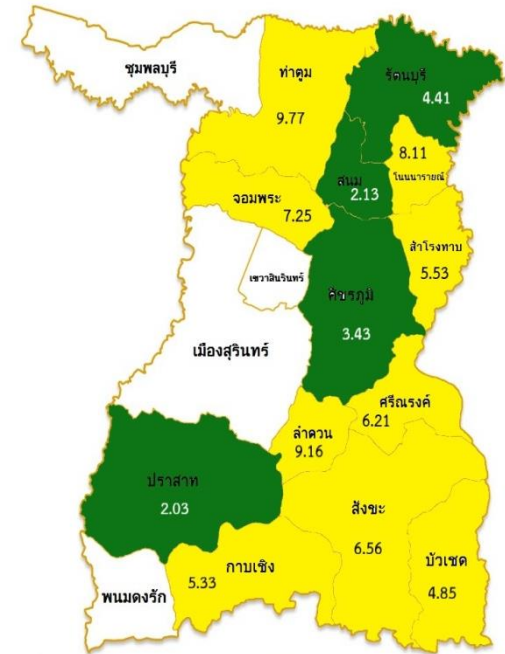 ชุมพลบุรี
ท่าตูม
9.77
รัตนบุรี
4.41
8.11
โนนนารายณ์
สนม
2.13
จอมพระ
7.25
สำโรงทาบ
5.53
เขวาสินรินทร์
ศีขรภูมิ
3.43
เมืองสุรินทร์
ศรีณรงค์
6.21
ลำดวน
9.16
ปราสาท
2.03
สังขะ
6.56
กาบเชิง
5.33
บัวเชด
4.85
พนมดงรัก